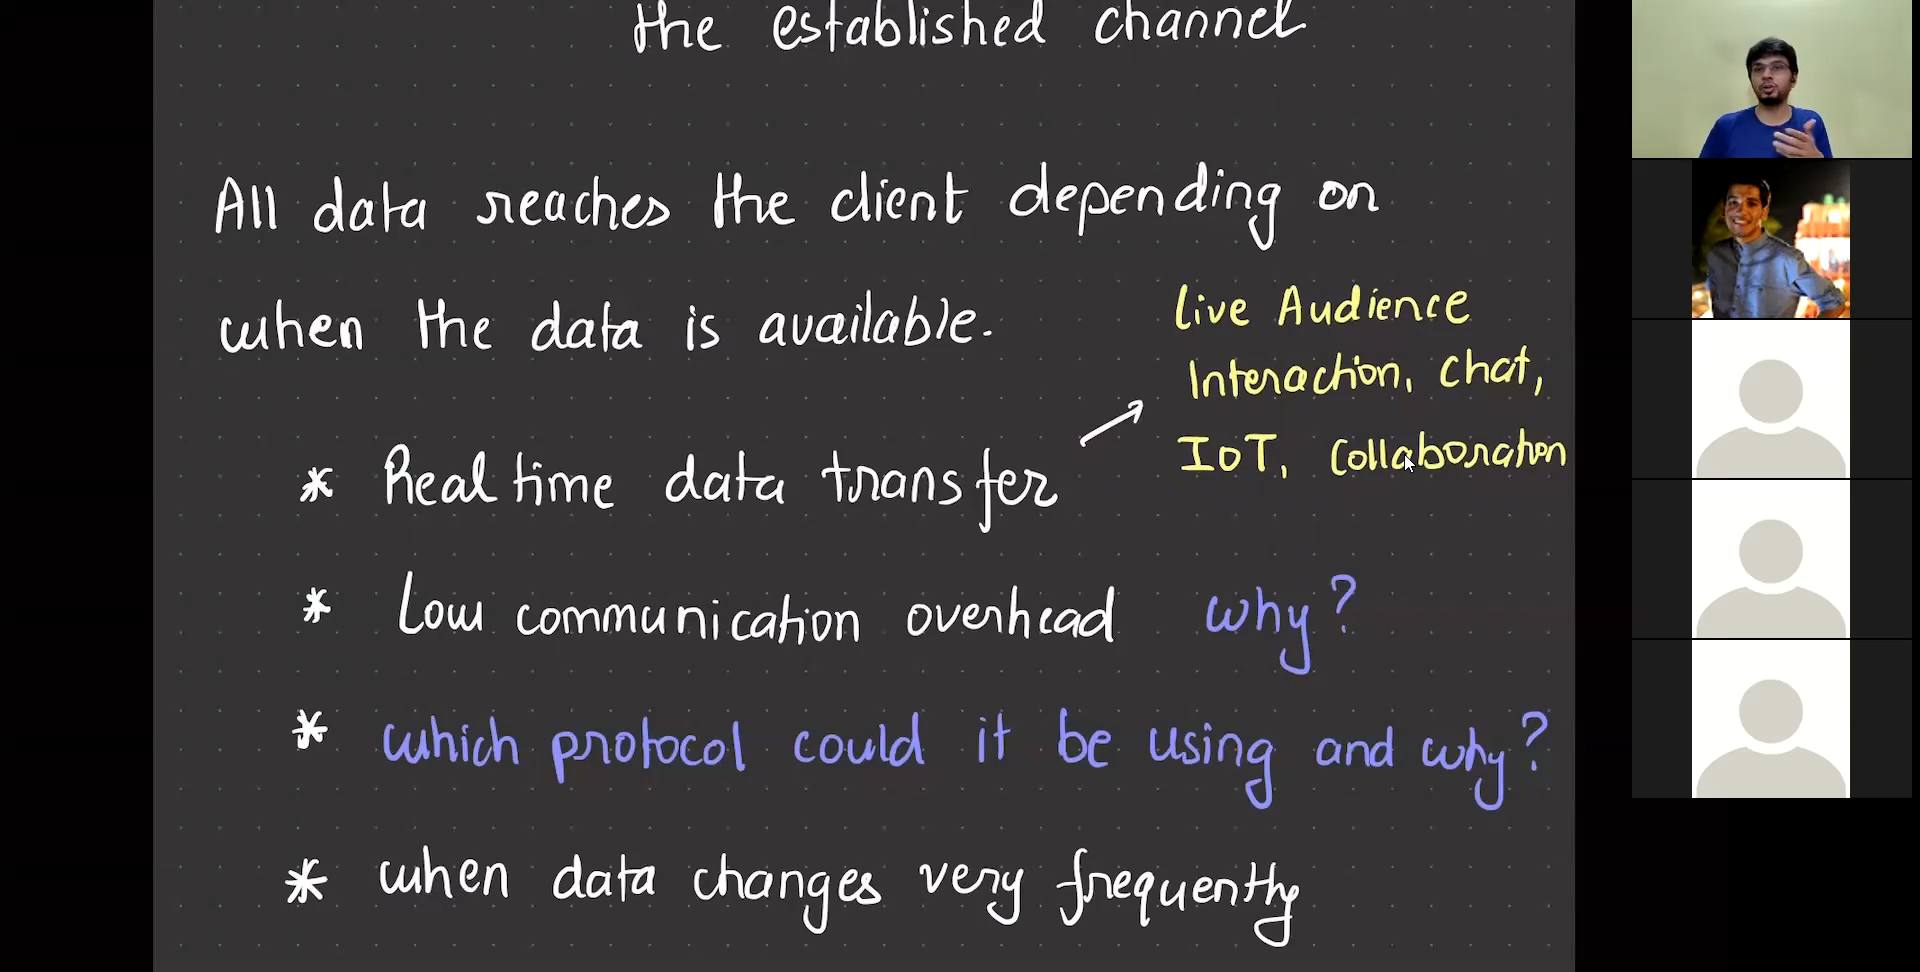 the established channel
All data reaches the client depending on
when the data is available.
Live Audience
Interaction, Chat,
IoT, Collaboration
* Real time data transfer
* Low communication overhead why?
* which protocol could it be using and why?
* when data changes very frequently